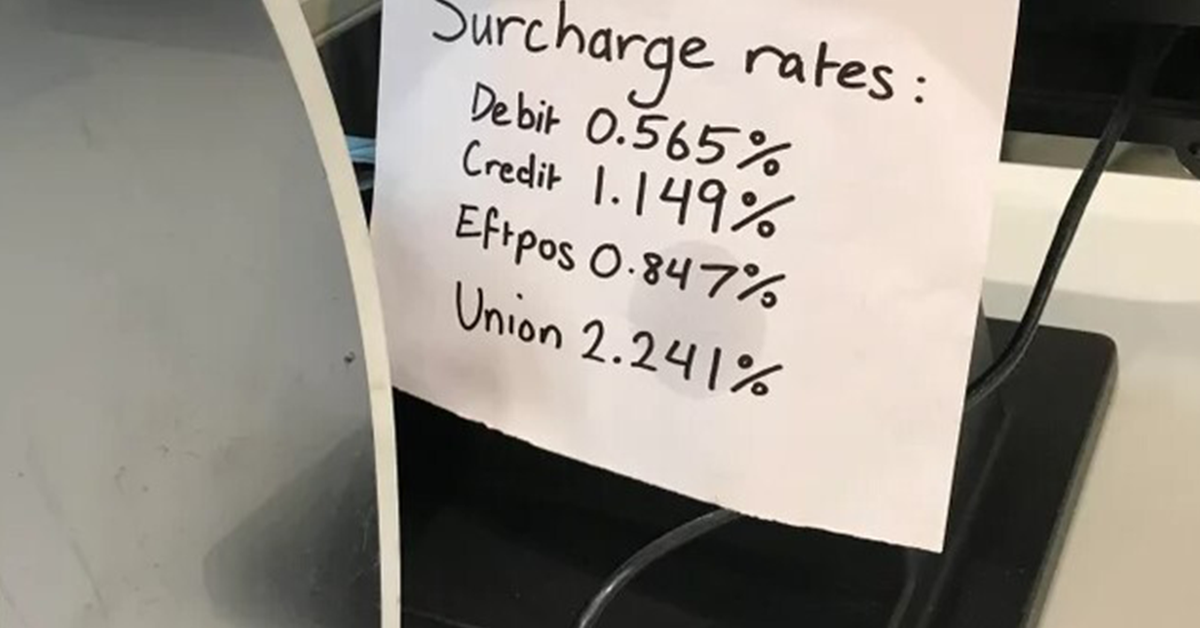 Surcharge rates:
Debit 0.565%
Credit 1.149%
Eftpos 0.847%
Union 2.241%